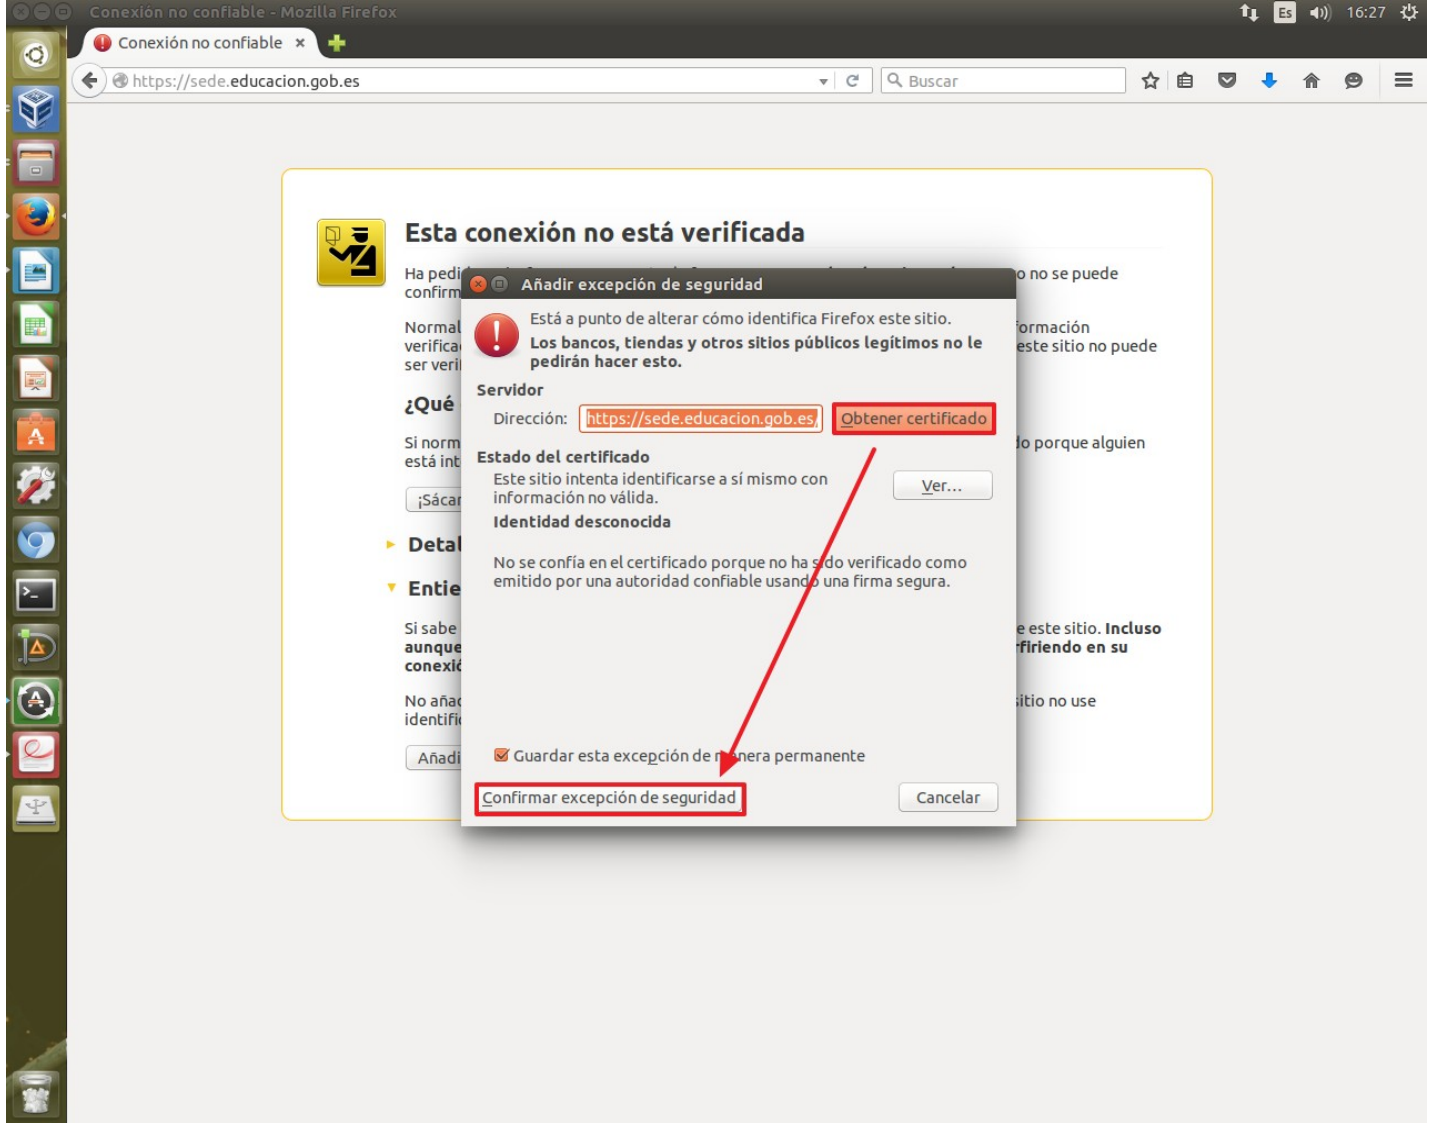 Conexión no confiable - Mozilla Firefox
Es
16:27
Conexión no confiable
https://sede.educacion.gob.es
Buscar
Esta conexión no está verificada
Ha pedi
o no se puede
confirm
Normal
formación
verifica
este sitio no puede
ser veri
¿Qué
Si norm
do porque alguien
está int
¡Sácar
Detal
Entie
Si sabe
e este sitio. Incluso
aunque
rfiriendo en su
conexió
No añad
sitio no use
identific
Añadi
Añadir excepción de seguridad
Está a punto de alterar cómo identifica Firefox este sitio.
Los bancos, tiendas y otros sitios públicos legítimos no le
pedirán hacer esto.
Servidor
Dirección: https://sede.educacion.gob.es/ Obtener certificado
Estado del certificado
Este sitio intenta identificarse a sí mismo con
información no válida.
Ver...
Identidad desconocida
No se confía en el certificado porque no ha sido verificado como
emitido por una autoridad confiable usando una firma segura.
Guardar esta excepción de manera permanente
Confirmar excepción de seguridad
Cancelar